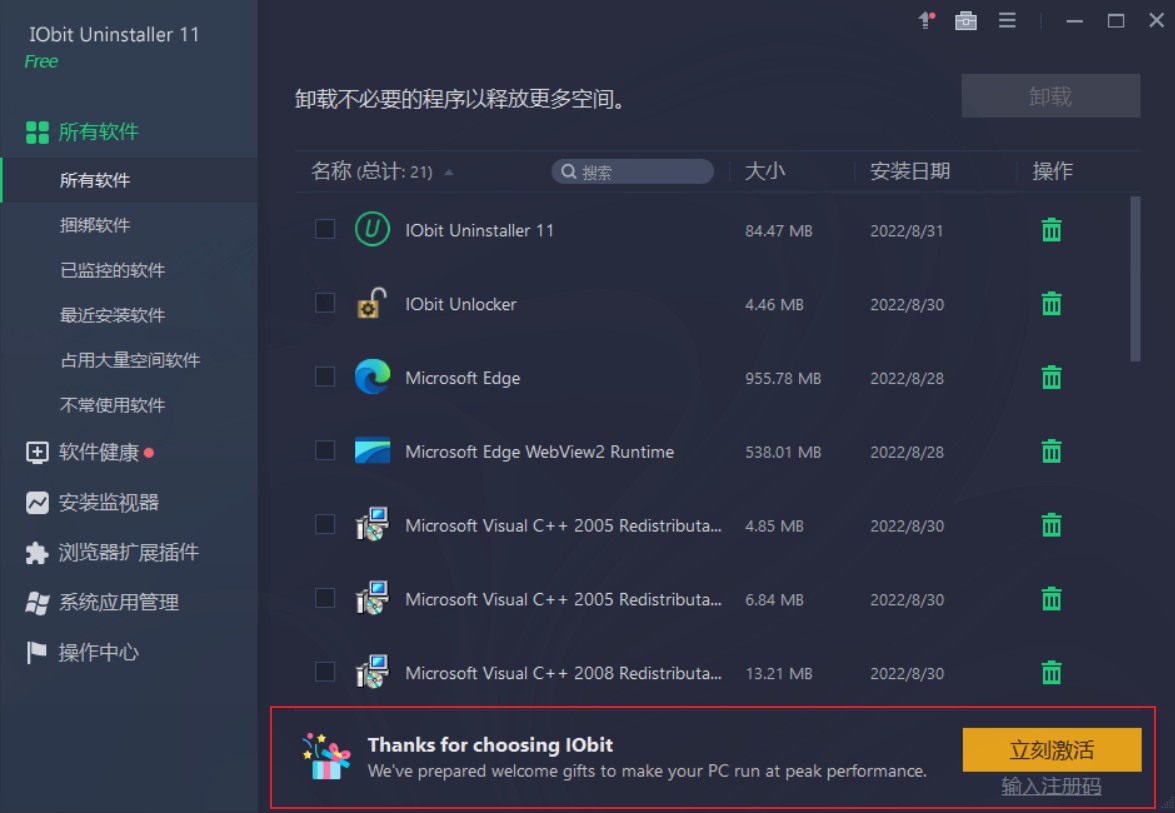 IObit Uninstaller 11
Free
所有软件
所有软件
捆绑软件
已监控的软件
最近安装软件
占用大量空间软件
不常使用软件
软件健康
安装监视器
浏览器扩展插件
系统应用管理
操作中心
卸载不必要的程序以释放更多空间。
卸载
名称 (总计: 21) 搜索 大小 安装日期 操作
IObit Uninstaller 11 84.47 MB 2022/8/31
IObit Unlocker 4.46 MB 2022/8/30
Microsoft Edge 955.78 MB 2022/8/28
Microsoft Edge WebView2 Runtime 538.01 MB 2022/8/28
Microsoft Visual C++ 2005 Redistributa... 4.85 MB 2022/8/30
Microsoft Visual C++ 2005 Redistributa... 6.84 MB 2022/8/30
Microsoft Visual C++ 2008 Redistributa... 13.21 MB 2022/8/30
Thanks for choosing IObit
We've prepared welcome gifts to make your PC run at peak performance.
立刻激活
输入注册码